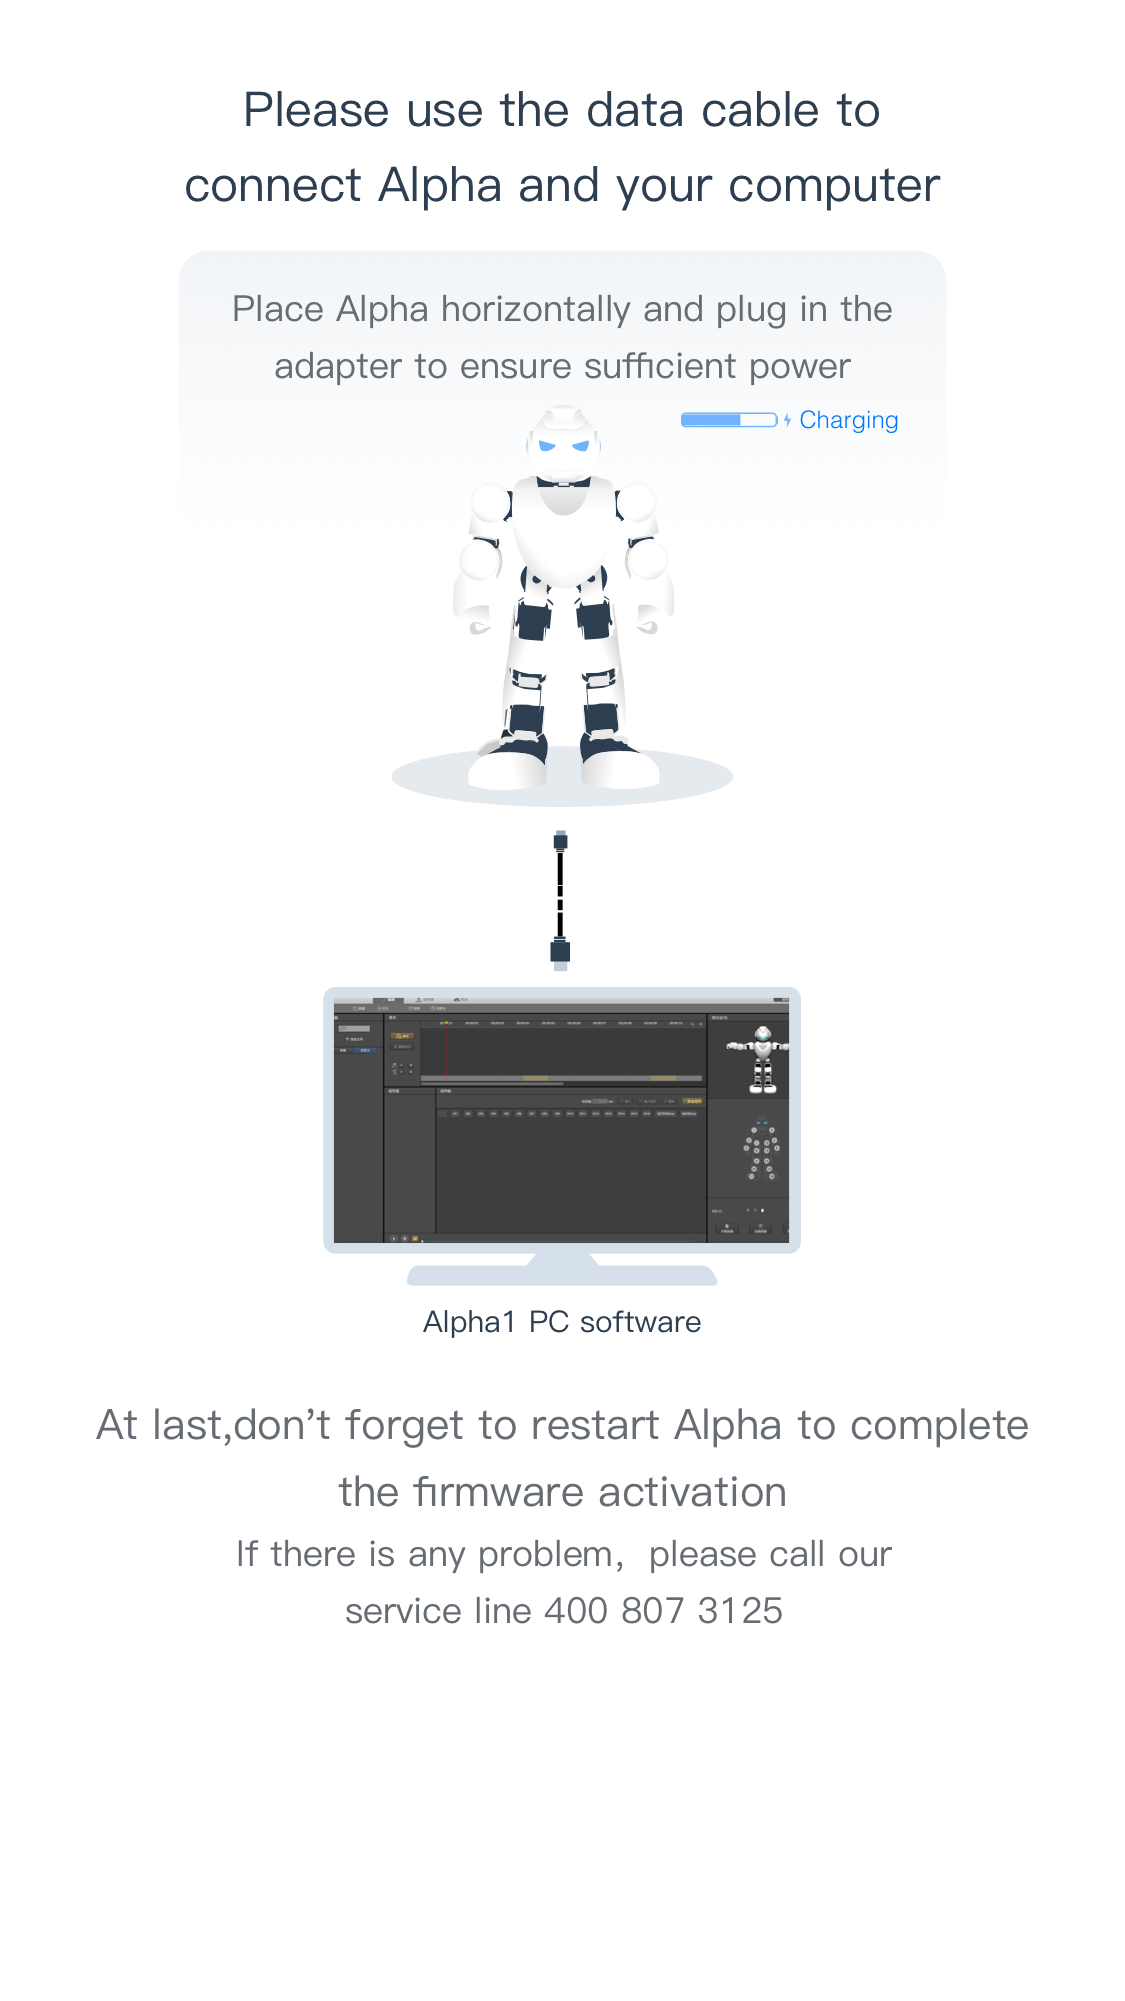 Please use the data cable to
connect Alpha and your computer
Place Alpha horizontally and plug in the
adapter to ensure sufficient power
Charging
Alpha1 PC software
At last,don’t forget to restart Alpha to complete
the firmware activation
If there is any problem，please call our
service line 400 807 3125